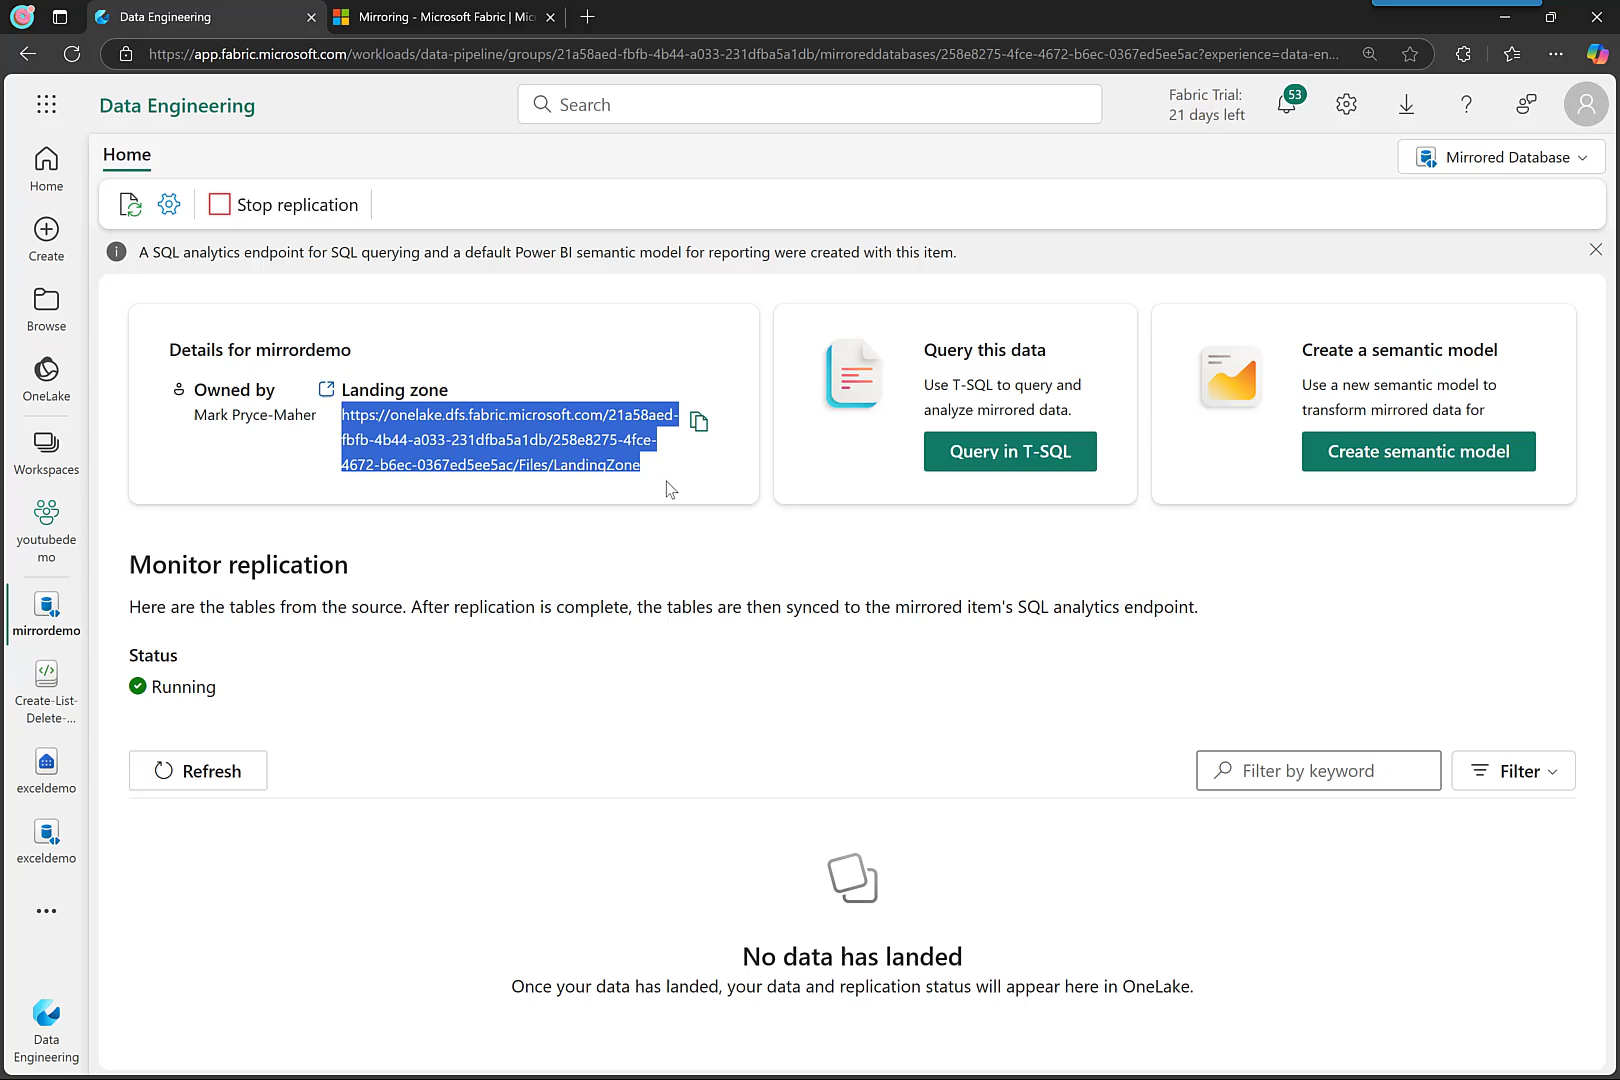 Data Engineering
Mirroring - Microsoft Fabric | Mic
https://app.fabric.microsoft.com/workloads/data-pipeline/groups/21a58aed-fbfb-4b44-a033-231dfba5a1db/mirroreddatabases/258e8275-4fce-4672-b6ec-0367ed5ee5ac?experience=data-en...
Data Engineering
Search
Fabric Trial:
21 days left
53
Home
Create
Browse
OneLake
Workspaces
youtubede
mo
mirrordemo
Create-List-
Delete-...
exceldemo
exceldemo
Data
Engineering
Home
Mirrored Database
Stop replication
A SQL analytics endpoint for SQL querying and a default Power BI semantic model for reporting were created with this item.
Details for mirrordemo
Owned by
Mark Pryce-Maher
Landing zone
https://onelake.dfs.fabric.microsoft.com/21a58aed-
fbfb-4b44-a033-231dfba5a1db/258e8275-4fce-
4672-b6ec-0367ed5ee5ac/Files/LandingZone
Query this data
Use T-SQL to query and
analyze mirrored data.
Query in T-SQL
Create a semantic model
Use a new semantic model to
transform mirrored data for
Create semantic model
Monitor replication
Here are the tables from the source. After replication is complete, the tables are then synced to the mirrored item's SQL analytics endpoint.
Status
Running
Refresh
Filter by keyword
Filter
No data has landed
Once your data has landed, your data and replication status will appear here in OneLake.